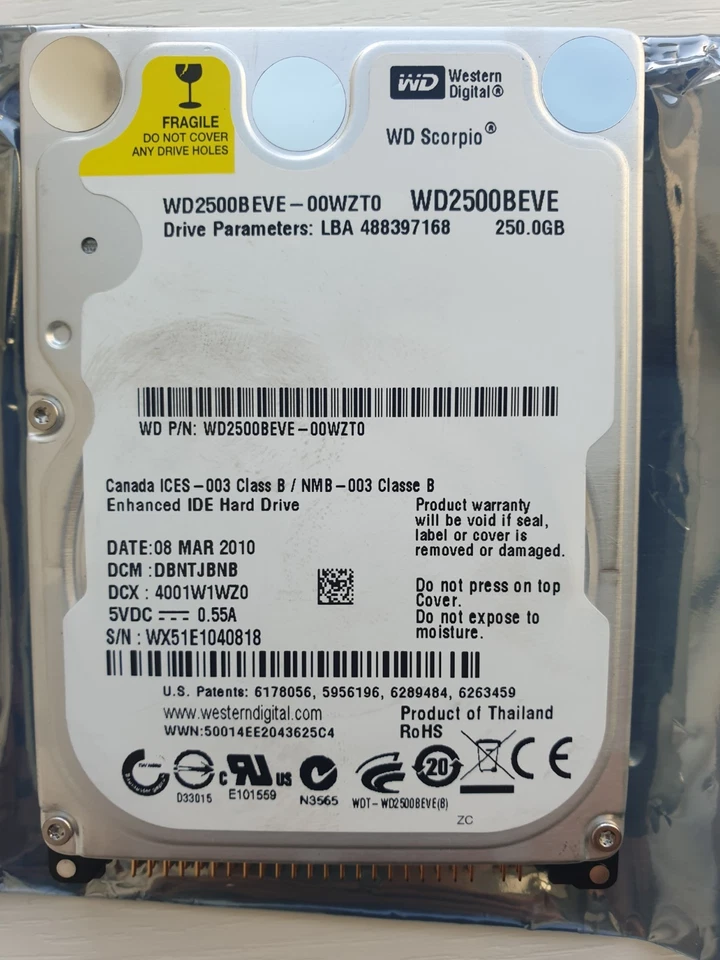 FRAGILE
DO NOT COVER
ANY DRIVE HOLES
WD Western
Digital®
WD Scorpio®
WD2500BEVE-00WZT0 WD2500BEVE
Drive Parameters: LBA 488397168 250.0GB
WD P/N: WD2500BEVE-00WZT0
Canada ICES-003 Class B / NMB-003 Classe B
Enhanced IDE Hard Drive
Product warranty
will be void if seal,
label or cover is
removed or damaged.
DATE:08 MAR 2010
DCM :DBNTJBNB
DCX : 4001W1WZ0
5VDC ⎓ 0.55A
S/N : WX51E1040818
Do not press on top
Cover.
Do not expose to
moisture.
U.S. Patents: 6178056, 5956196, 6289484, 6263459
www.westerndigital.com
WWN:50014EE2043625C4
Product of Thailand
RoHS
D33015
c RU us
E101559
N3565
WDT-WD2500BEVE(B)
20
CE
ZC